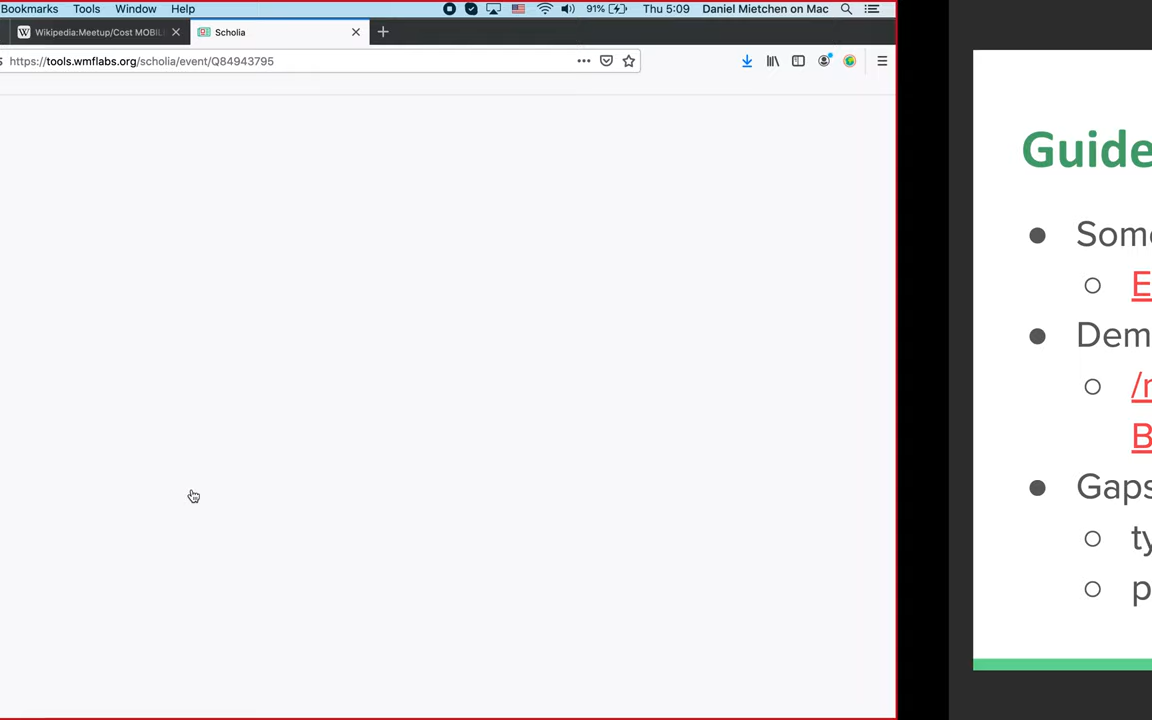 Bookmarks Tools Window Help 91% Thu 5:09 Daniel Mietchen on Mac
Wikipedia:Meetup/Cost MOBIL Scholia
https://tools.wmflabs.org/scholia/event/Q84943795
Guide
Some
E
Dem
/r
B
Gaps
ty
p